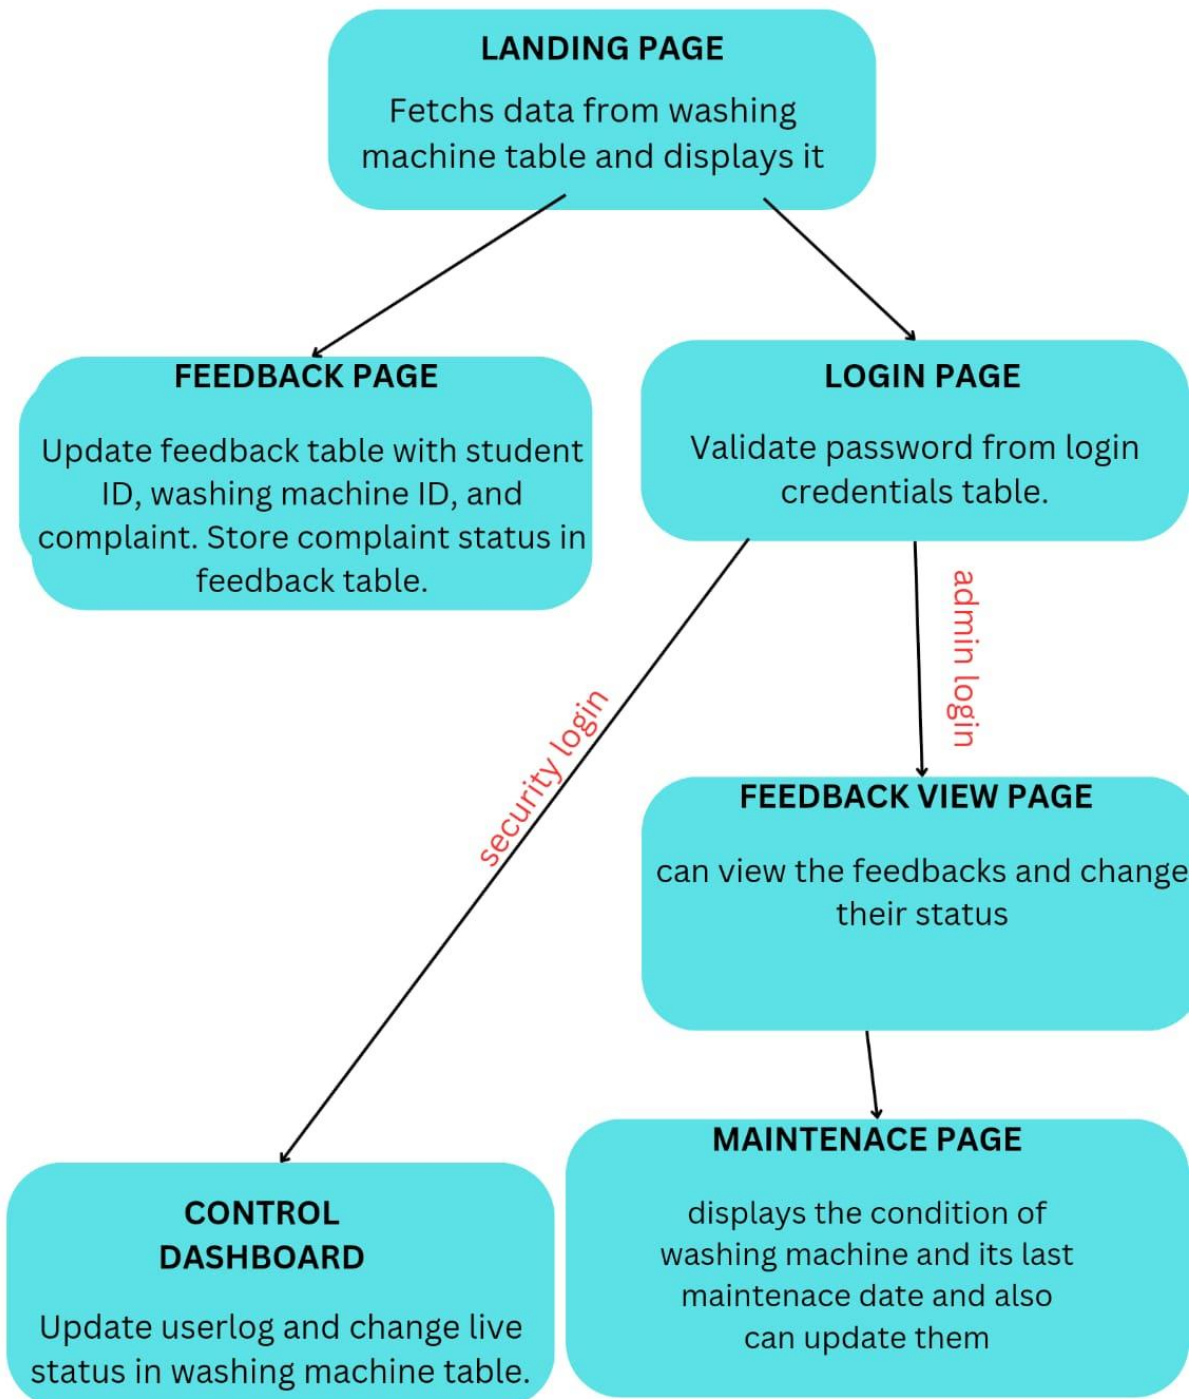 LANDING PAGE
Fetchs data from washing
machine table and displays it
FEEDBACK PAGE
Update feedback table with student
ID, washing machine ID, and
complaint. Store complaint status in
feedback table.
LOGIN PAGE
Validate password from login
credentials table.
security login
admin login
FEEDBACK VIEW PAGE
can view the feedbacks and change
their status
CONTROL
DASHBOARD
Update userlog and change live
status in washing machine table.
MAINTENACE PAGE
displays the condition of
washing machine and its last
maintenace date and also
can update them